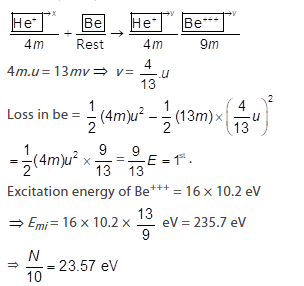 He⁺→ˣ + Be → He⁺→ᵛ Be⁺⁺⁺→ᵛ
4m Rest 4m 9m
4m.u = 13mv ⇒ v = 4/13 .u
Loss in be = 1/2 (4m)u² − 1/2 (13m) × (4/13 u)²
= 1/2 (4m)u² × 9/13 = 9/13 E = 1ˢᵗ .
Excitation energy of Be⁺⁺⁺ = 16 × 10.2 eV
⇒ Eₘᵢ = 16 × 10.2 × 13/9 eV = 235.7 eV
⇒ N/10 = 23.57 eV